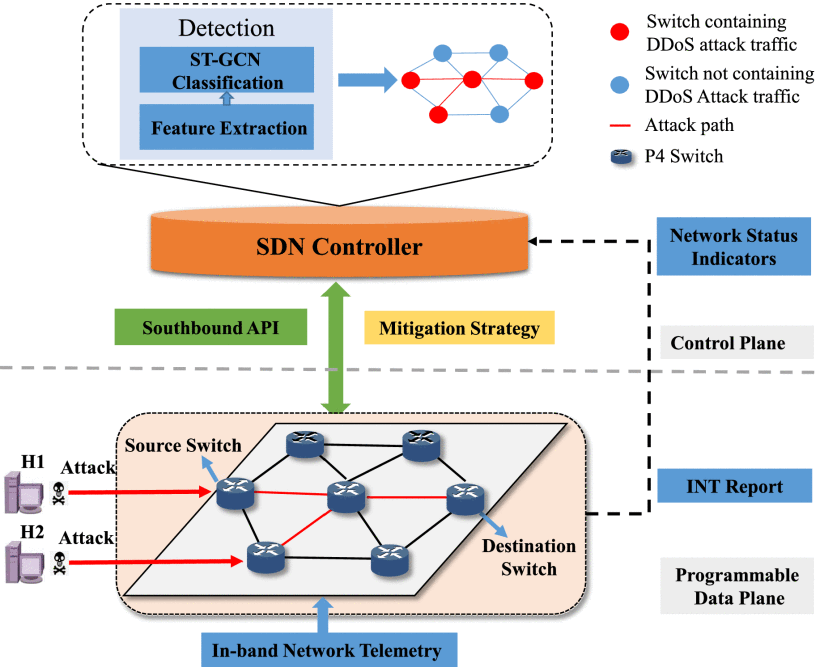 Detection
ST-GCN
Classification
Feature Extraction
Switch containing
DDoS attack traffic
Switch not containing
DDoS Attack traffic
Attack path
P4 Switch
SDN Controller
Network Status
Indicators
Southbound API
Mitigation Strategy
Control Plane
Source Switch
H1
Attack
H2
Attack
INT Report
Destination
Switch
Programmable
Data Plane
In-band Network Telemetry